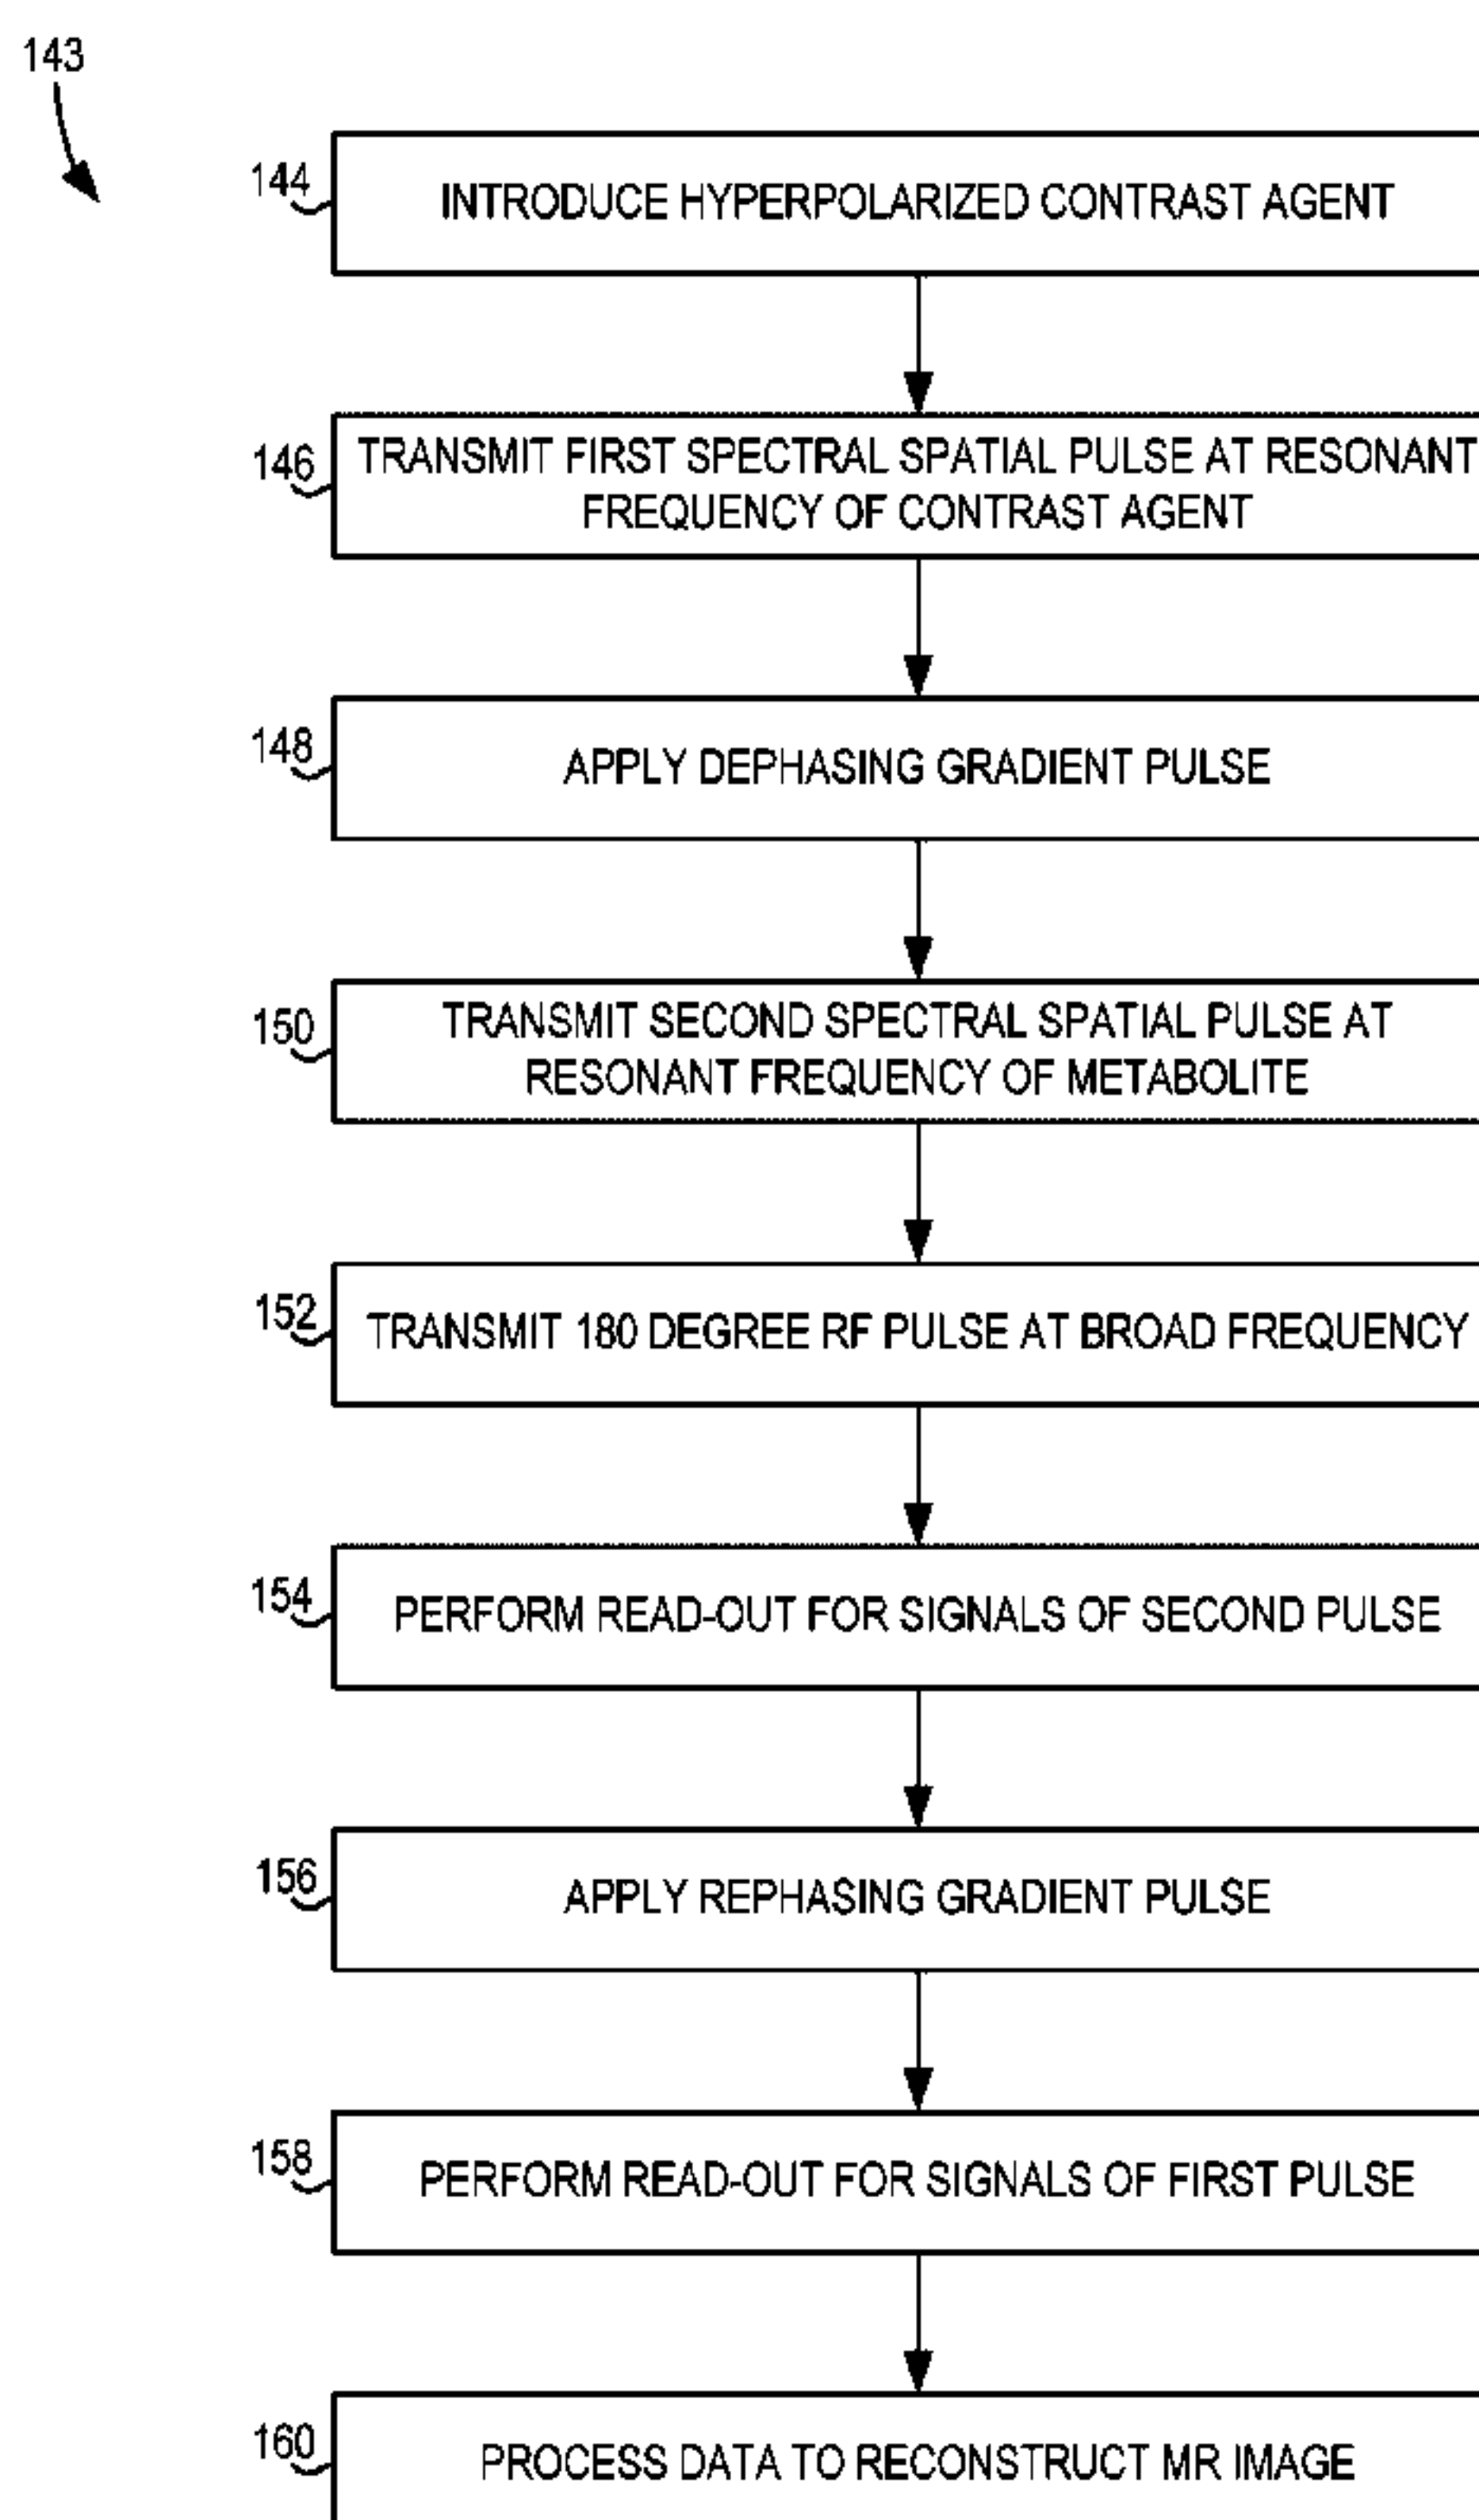 143
144
INTRODUCE HYPERPOLARIZED CONTRAST AGENT
146
TRANSMIT FIRST SPECTRAL SPATIAL PULSE AT RESONANT
FREQUENCY OF CONTRAST AGENT
148
APPLY DEPHASING GRADIENT PULSE
150
TRANSMIT SECOND SPECTRAL SPATIAL PULSE AT
RESONANT FREQUENCY OF METABOLITE
152
TRANSMIT 180 DEGREE RF PULSE AT BROAD FREQUENCY
154
PERFORM READ-OUT FOR SIGNALS OF SECOND PULSE
156
APPLY REPHASING GRADIENT PULSE
158
PERFORM READ-OUT FOR SIGNALS OF FIRST PULSE
160
PROCESS DATA TO RECONSTRUCT MR IMAGE